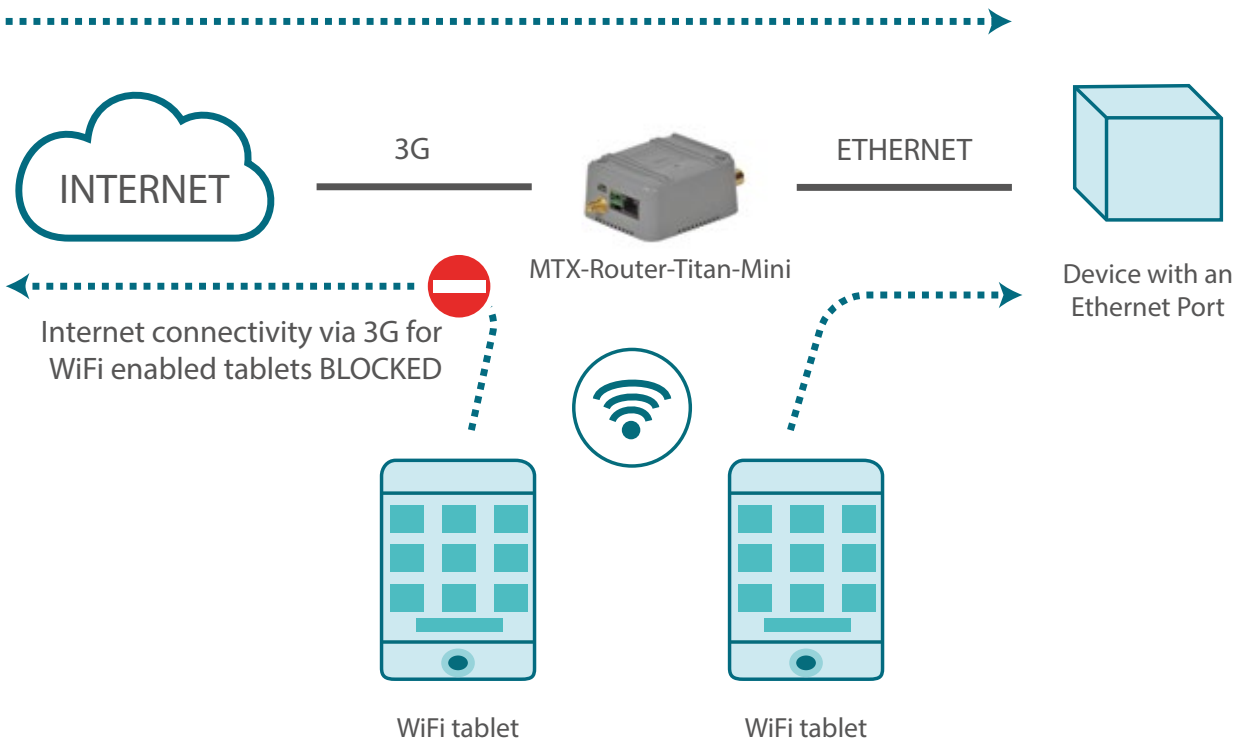 3G
ETHERNET
INTERNET
MTX-Router-Titan-Mini
Device with an
Ethernet Port
Internet connectivity via 3G for
WiFi enabled tablets BLOCKED
WiFi tablet
WiFi tablet